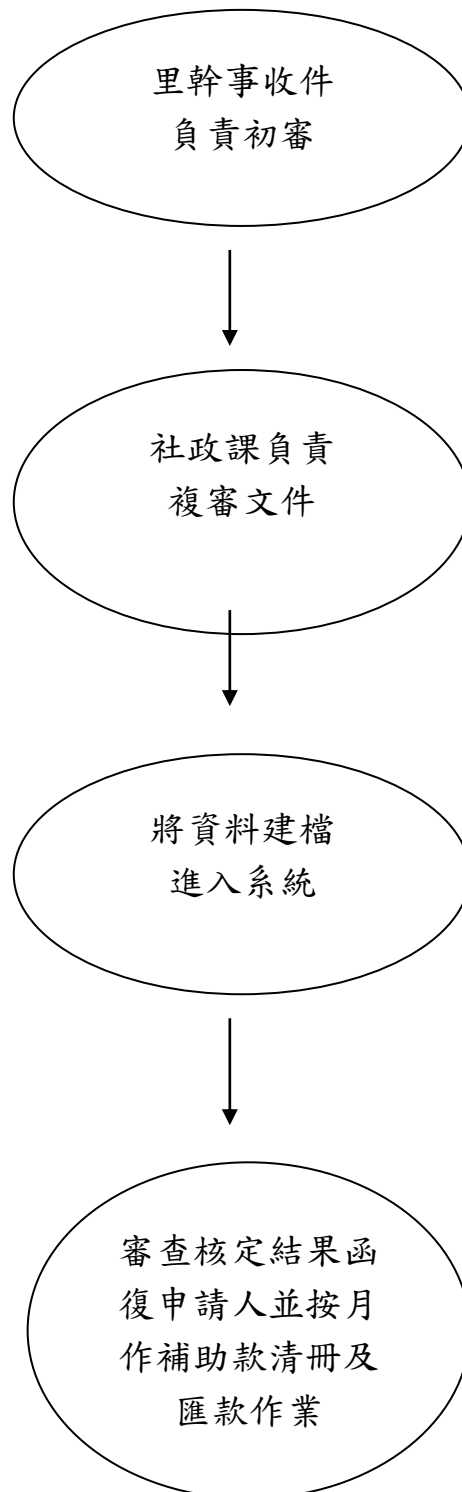 里幹事收件
負責初審
社政課負責
複審文件
將資料建檔
進入系統
審查核定結果函
復申請人並按月
作補助款清冊及
匯款作業